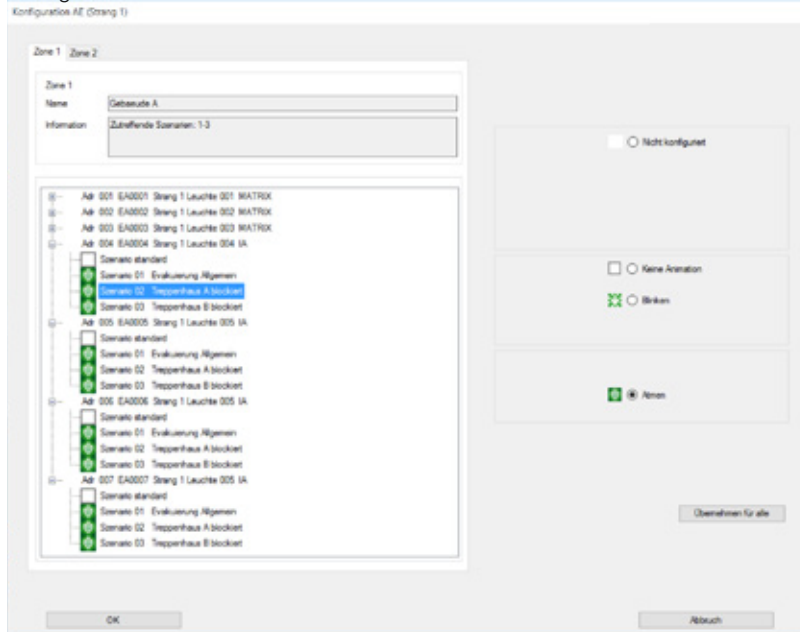 Konfiguration AE (Strang 1)
Zone 1 Zone 2
Zone 1
Name Gebaeude A
Information Zutreffende Szenarien: 1-3
Adr 001 EA0001 Strang 1 Leuchte 001 MATRIX
Adr 002 EA0002 Strang 1 Leuchte 002 MATRIX
Adr 003 EA0003 Strang 1 Leuchte 003 MATRIX
Adr 004 EA0004 Strang 1 Leuchte 004 IA
Szenario standard
Szenario 01 Evakuierung Allgemein
Szenario 02 Treppenhaus A blockiert
Szenario 03 Treppenhaus B blockiert
Adr 005 EA0005 Strang 1 Leuchte 005 IA
Szenario standard
Szenario 01 Evakuierung Allgemein
Szenario 02 Treppenhaus A blockiert
Szenario 03 Treppenhaus B blockiert
Adr 006 EA0006 Strang 1 Leuchte 005 IA
Szenario standard
Szenario 01 Evakuierung Allgemein
Szenario 02 Treppenhaus A blockiert
Szenario 03 Treppenhaus B blockiert
Adr 007 EA0007 Strang 1 Leuchte 005 IA
Szenario standard
Szenario 01 Evakuierung Allgemein
Szenario 02 Treppenhaus A blockiert
Szenario 03 Treppenhaus B blockiert
Nicht konfiguriert
Keine Animation
Blinken
Atmen
Übernehmen für alle
OK
Abbruch